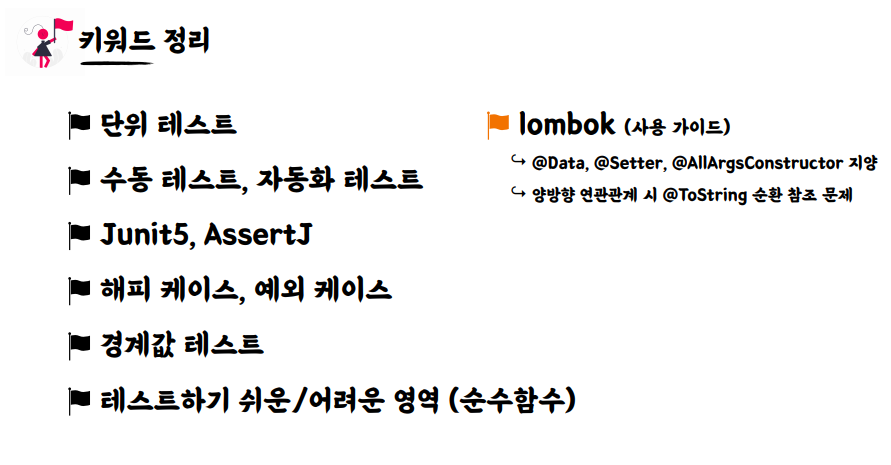 키워드 정리
단위 테스트
수동 테스트, 자동화 테스트
Junit5, AssertJ
해피 케이스, 예외 케이스
경계값 테스트
테스트하기 쉬운/어려운 영역 (순수함수)
lombok (사용 가이드)
↪ @Data, @Setter, @AllArgsConstructor 지양
↪ 양방향 연관관계 시 @ToString 순환 참조 문제